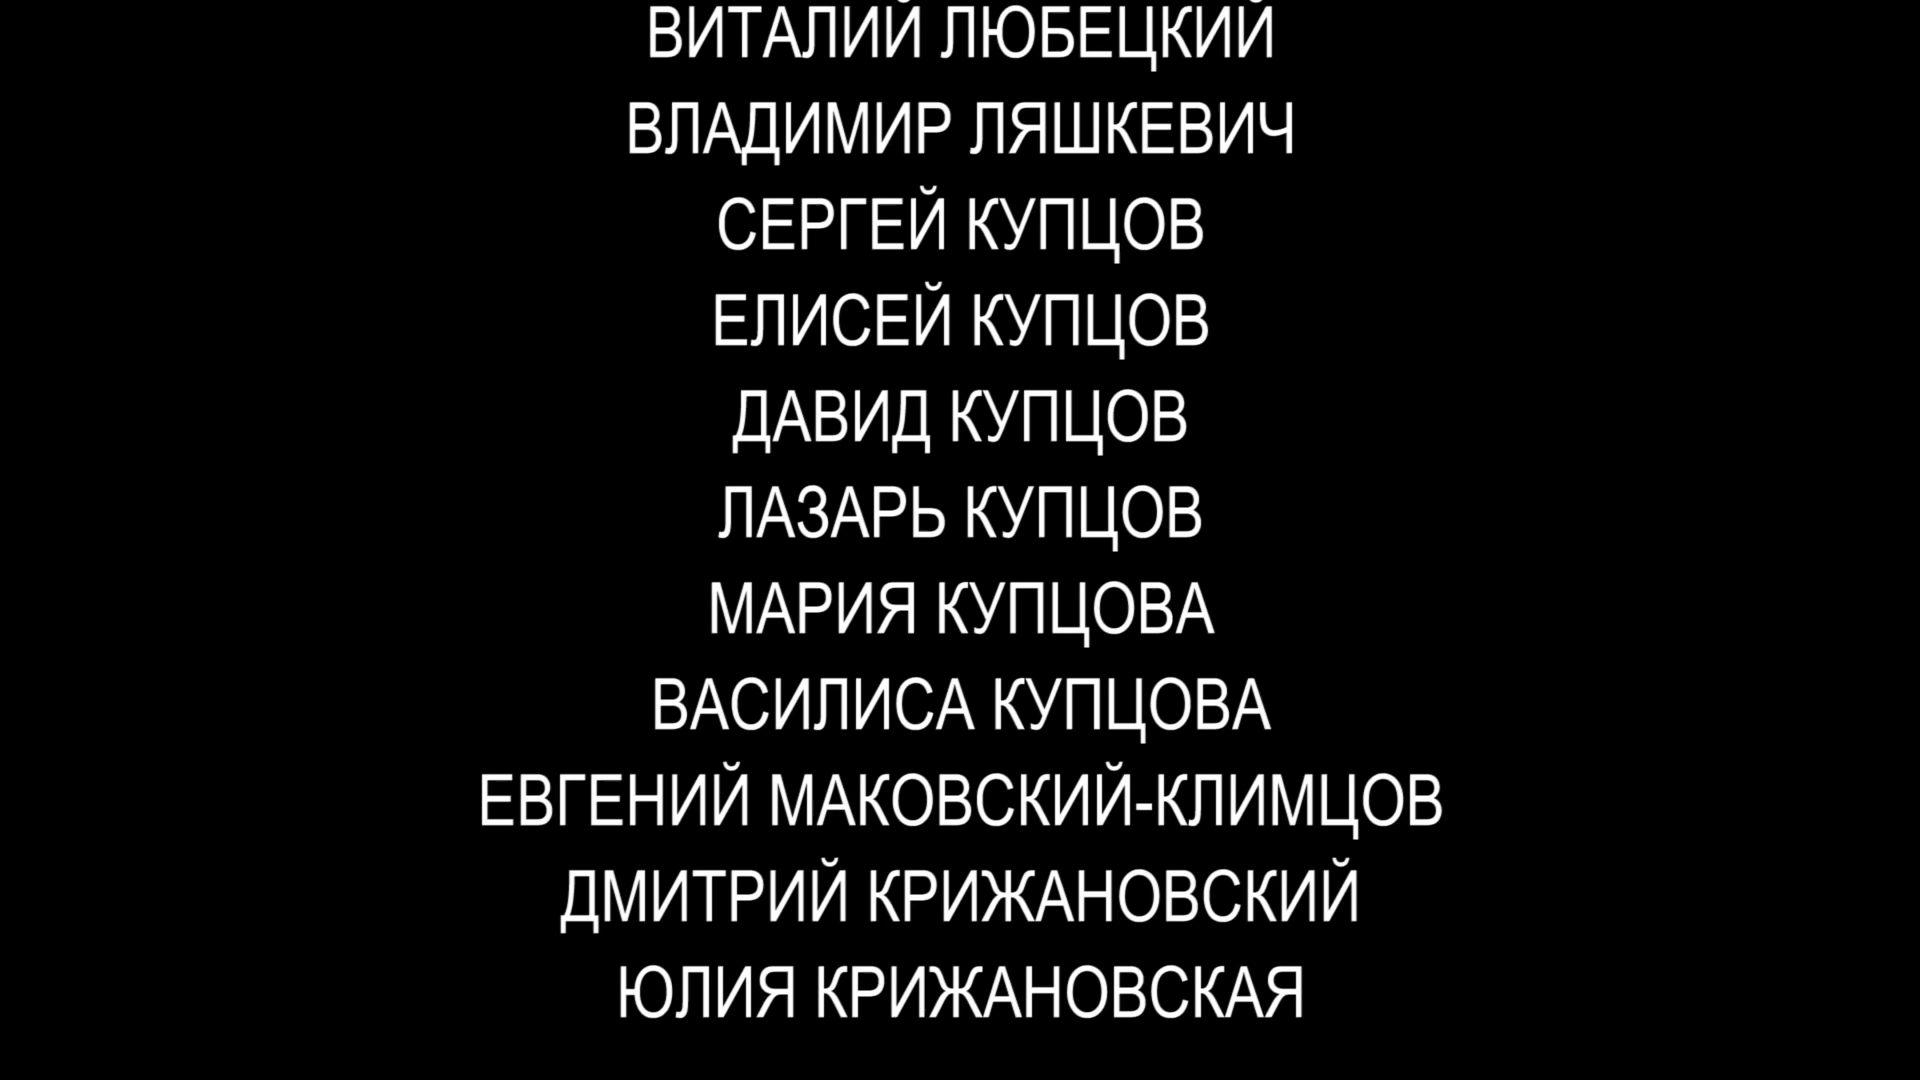 ВИТАЛИЙ ЛЮБЕЦКИЙ
ВЛАДИМИР ЛЯШКЕВИЧ
СЕРГЕЙ КУПЦОВ
ЕЛИСЕЙ КУПЦОВ
ДАВИД КУПЦОВ
ЛАЗАРЬ КУПЦОВ
МАРИЯ КУПЦОВА
ВАСИЛИСА КУПЦОВА
ЕВГЕНИЙ МАКОВСКИЙ-КЛИМЦОВ
ДМИТРИЙ КРИЖАНОВСКИЙ
ЮЛИЯ КРИЖАНОВСКАЯ